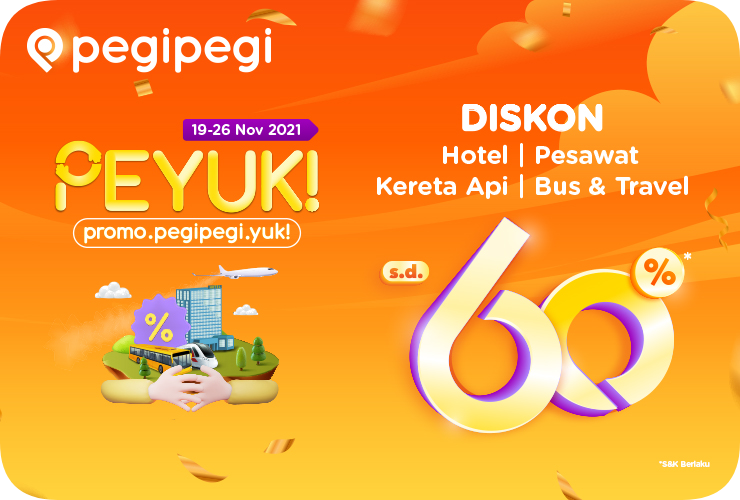 pegipegi
19-26 Nov 2021
PEYUK!
promo.pegipegi.yuk!
%
DISKON
Hotel | Pesawat
Kereta Api | Bus & Travel
s.d.
60%*
*S&K Berlaku